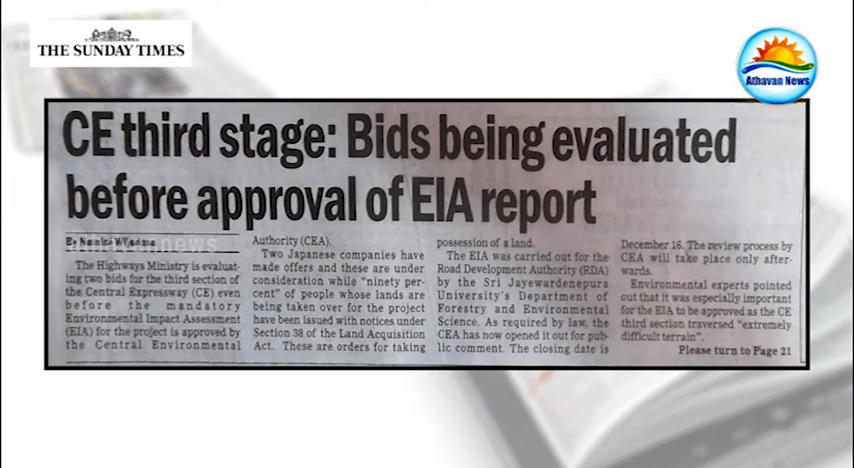 THE SUNDAY TIMES
Athavan News
CE third stage: Bids being evaluated
before approval of EIA report
By Namini Wijedasa
athavannews
The Highways Ministry is evaluat-
ing two bids for the third section of
the Central Expressway (CE) even
before the mandatory
Environmental Impact Assessment
(EIA) for the project is approved by
the Central Environmental
Authority (CEA).
Two Japanese companies have
made offers and these are under
consideration while “ninety per-
cent” of people whose lands are
being taken over for the project
have been issued with notices under
Section 38 of the Land Acquisition
Act. These are orders for taking
possession of a land.
The EIA was carried out for the
Road Development Authority (RDA)
by the Sri Jayewardenepura
University's Department of
Forestry and Environmental
Science. As required by law, the
CEA has now opened it out for pub-
lic comment. The closing date is
December 16. The review process by
CEA will take place only after-
wards.
Environmental experts pointed
out that it was especially important
for the EIA to be approved as the CE
third section traversed “extremely
difficult terrain”.
Please turn to Page 21